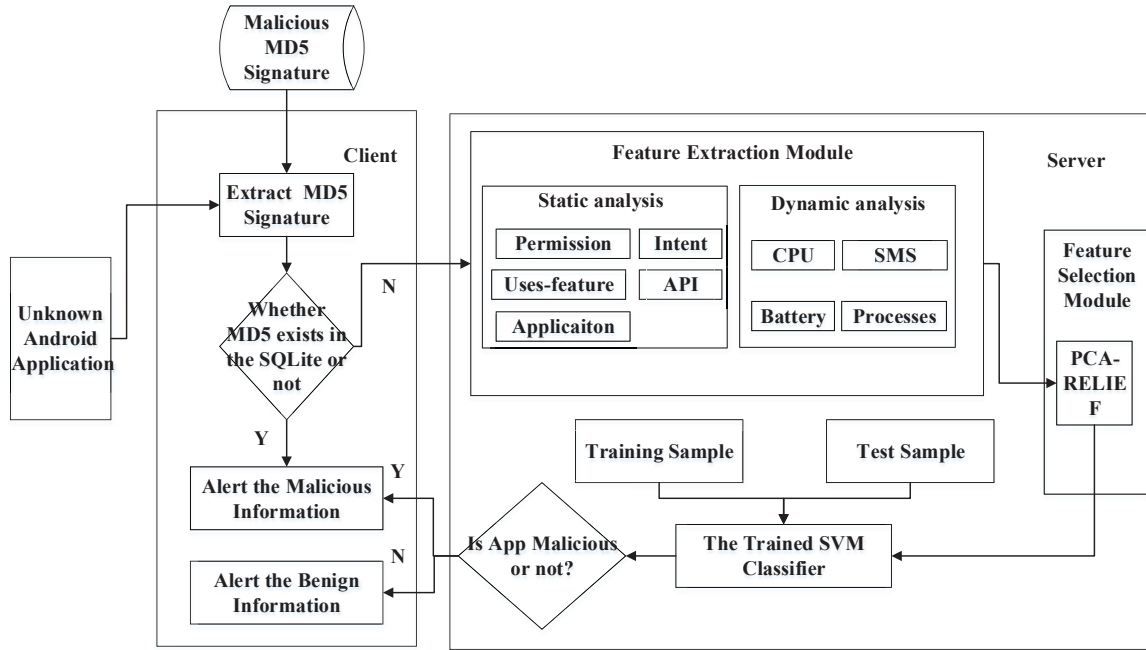 Malicious
MD5
Signature
Client
Extract MD5
Signature
Unknown
Android
Application
Whether
MD5 exists in
the SQLite or
not
N
Y
Alert the Malicious
Information
Y
Alert the Benign
Information
N
Server
Feature Extraction Module
Static analysis
Permission
Intent
Uses-feature
API
Applicaiton
Dynamic analysis
CPU
SMS
Battery
Processes
Feature
Selection
Module
PCA-
RELIE
F
Training Sample
Test Sample
The Trained SVM
Classifier
Is App Malicious
or not?